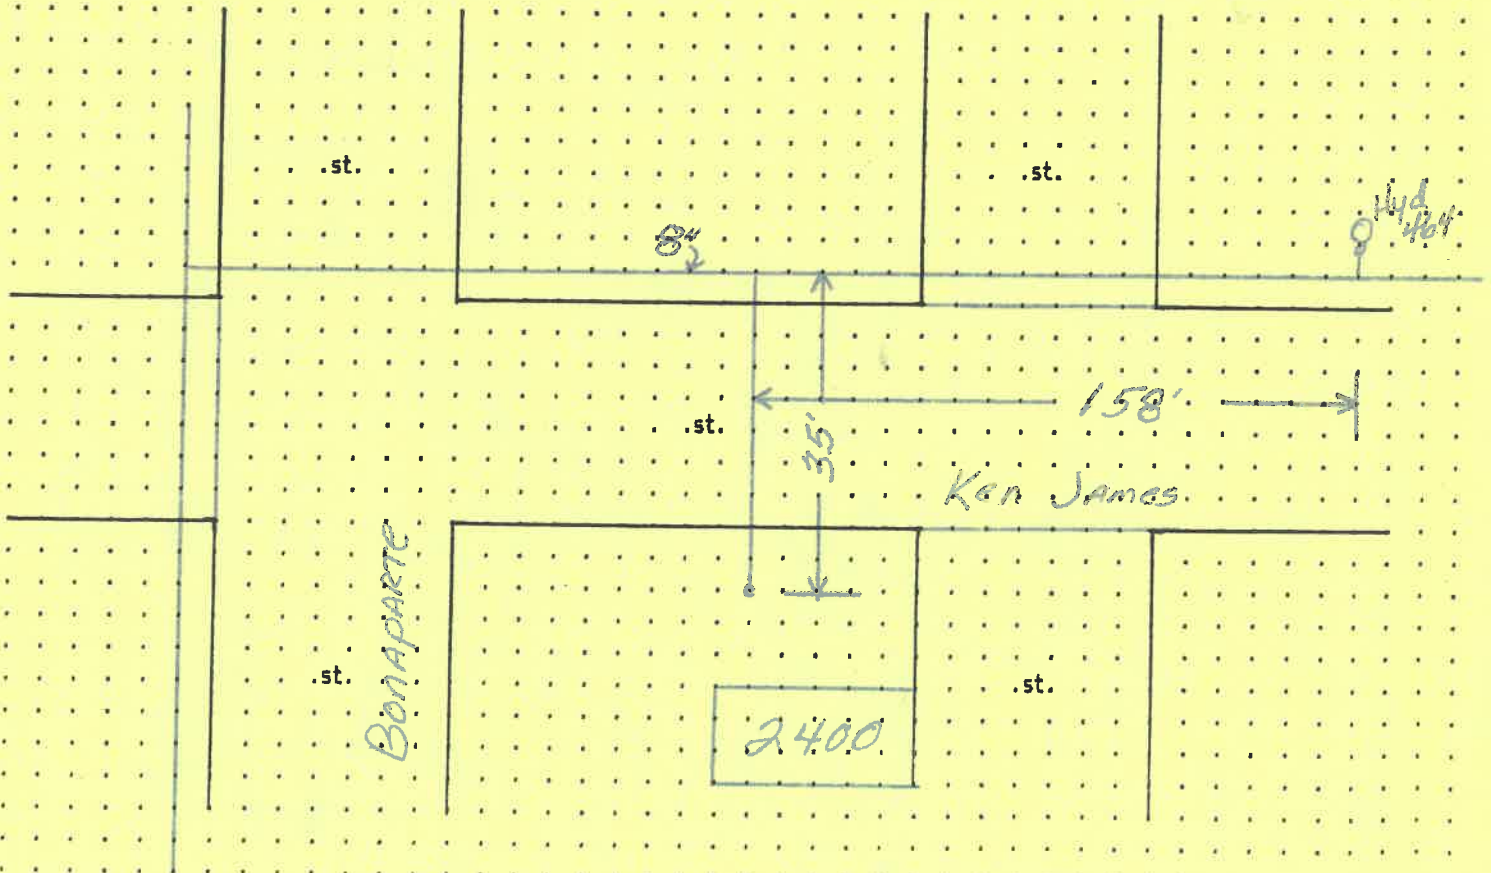 .st.
.st.
Hyd
464
8"
158'
.st.
35'
Ken James
BONAPARTE
.st.
.st.
2400